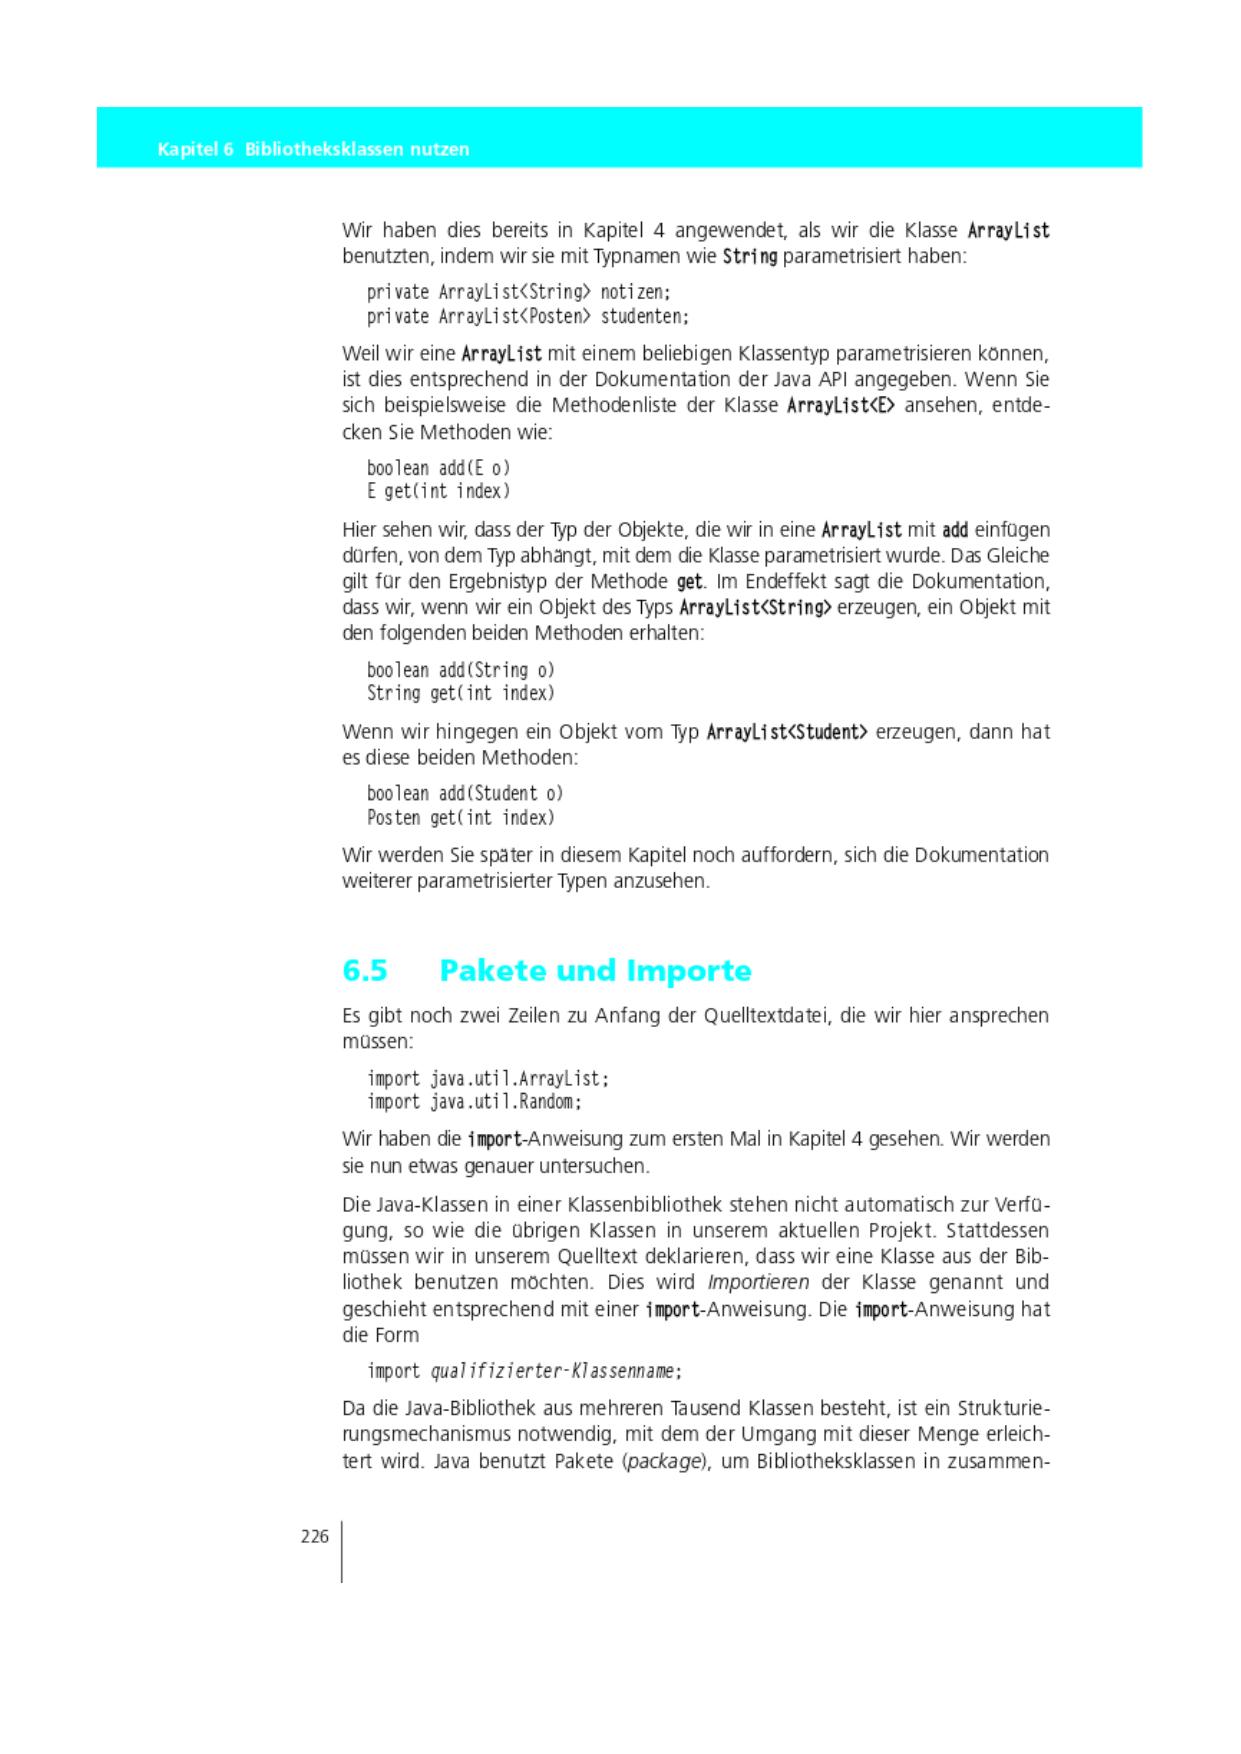 Kapitel 6 Bibliotheksklassen nutzen
Wir haben dies bereits in Kapitel 4 angewendet, als wir die Klasse ArrayList
benutzten, indem wir sie mit Typnamen wie String parametrisiert haben:
private ArrayList<String> notizen;
private ArrayList<Posten> studenten;
Weil wir eine ArrayList mit einem beliebigen Klassentyp parametrisieren können,
ist dies entsprechend in der Dokumentation der Java API angegeben. Wenn Sie
sich beispielsweise die Methodenliste der Klasse ArrayList<E> ansehen, entde-
cken Sie Methoden wie:
boolean add(E o)
E get(int index)
Hier sehen wir, dass der Typ der Objekte, die wir in eine ArrayList mit add einfügen
dürfen, von dem Typ abhängt, mit dem die Klasse parametrisiert wurde. Das Gleiche
gilt für den Ergebnistyp der Methode get. Im Endeffekt sagt die Dokumentation,
dass wir, wenn wir ein Objekt des Typs ArrayList<String> erzeugen, ein Objekt mit
den folgenden beiden Methoden erhalten:
boolean add(String o)
String get(int index)
Wenn wir hingegen ein Objekt vom Typ ArrayList<Student> erzeugen, dann hat
es diese beiden Methoden:
boolean add(Student o)
Posten get(int index)
Wir werden Sie später in diesem Kapitel noch auffordern, sich die Dokumentation
weiterer parametrisierter Typen anzusehen.
6.5 Pakete und Importe
Es gibt noch zwei Zeilen zu Anfang der Quelltextdatei, die wir hier ansprechen
müssen:
import java.util.ArrayList;
import java.util.Random;
Wir haben die import-Anweisung zum ersten Mal in Kapitel 4 gesehen. Wir werden
sie nun etwas genauer untersuchen.
Die Java-Klassen in einer Klassenbibliothek stehen nicht automatisch zur Verfü-
gung, so wie die übrigen Klassen in unserem aktuellen Projekt. Stattdessen
müssen wir in unserem Quelltext deklarieren, dass wir eine Klasse aus der Bib-
liothek benutzen möchten. Dies wird Importieren der Klasse genannt und
geschieht entsprechend mit einer import-Anweisung. Die import-Anweisung hat
die Form
import qualifizierter-Klassenname;
Da die Java-Bibliothek aus mehreren Tausend Klassen besteht, ist ein Strukturie-
rungsmechanismus notwendig, mit dem der Umgang mit dieser Menge erleich-
tert wird. Java benutzt Pakete (package), um Bibliotheksklassen in zusammen-
226